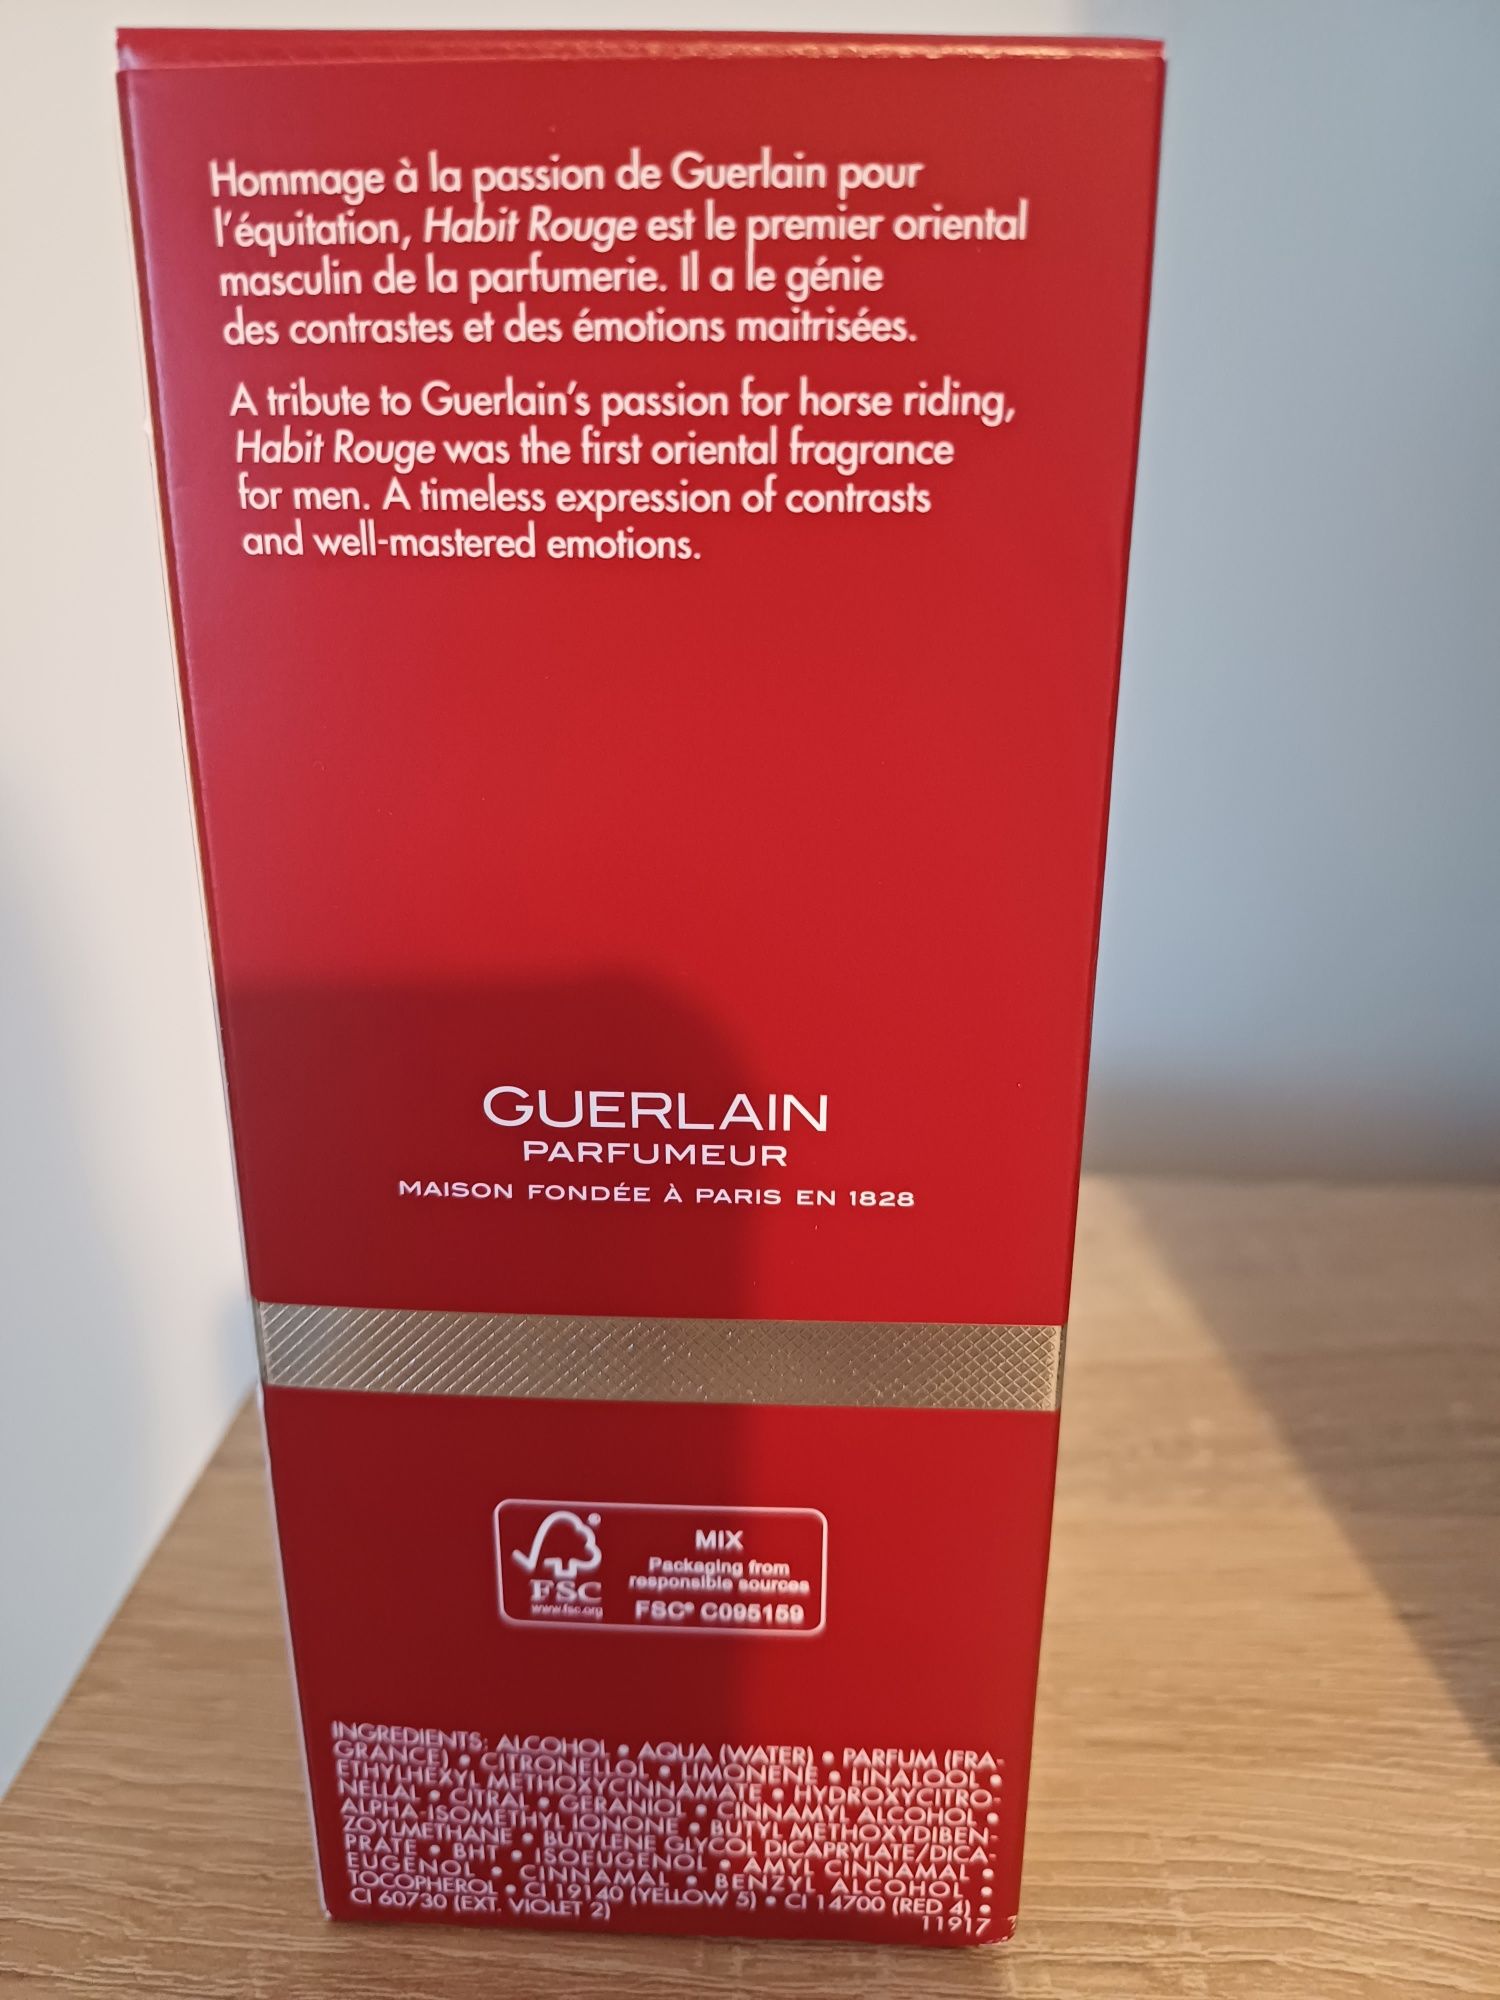 Hommage à la passion de Guerlain pour
l'équitation, Habit Rouge est le premier oriental
masculin de la parfumerie. Il a le génie
des contrastes et des émotions maitrisées.
A tribute to Guerlain's passion for horse riding,
Habit Rouge was the first oriental fragrance
for men. A timeless expression of contrasts
and well-mastered emotions.
GUERLAIN
PARFUMEUR
MAISON FONDÉE À PARIS EN 1828
FSC
www.fsc.org
MIX
Packaging from
responsible sources
FSC® C095159
INGREDIENTS: ALCOHOL • AQUA (WATER) • PARFUM (FRA-
GRANCE) • CITRONELLOL • LIMONENE • LINALOOL •
ETHYLHEXYL METHOXYCINNAMATE • HYDROXYCITRO-
NELLAL • CITRAL • GERANIOL • CINNAMYL ALCOHOL •
ALPHA-ISOMETHYL IONONE • BUTYL METHOXYDIBEN-
ZOYLMETHANE • BUTYLENE GLYCOL DICAPRYLATE/DICA-
PRATE • BHT • ISOEUGENOL • AMYL CINNAMAL •
EUGENOL • CINNAMAL • BENZYL ALCOHOL •
TOCOPHEROL • CI 19140 (YELLOW 5) • CI 14700 (RED 4) •
CI 60730 (EXT. VIOLET 2)
11917